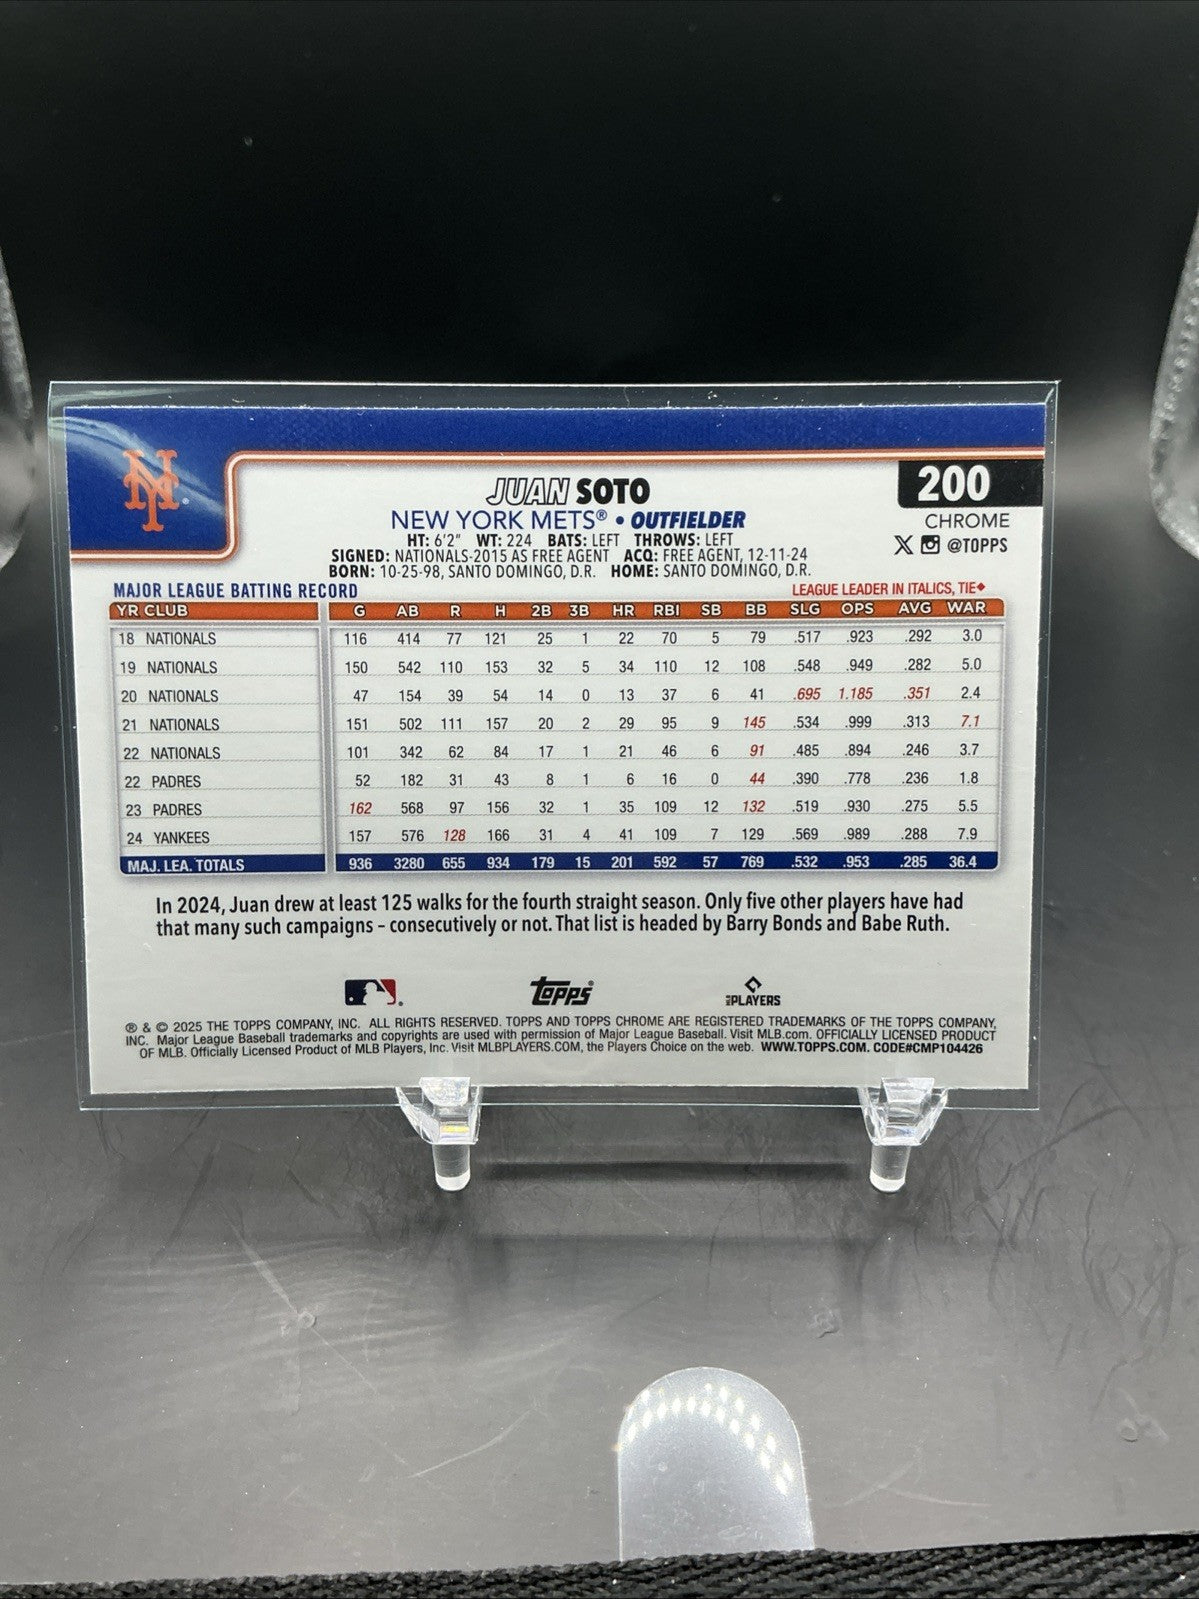 NY
200
JUAN SOTO
CHROME
NEW YORK METS® • OUTFIELDER
@TOPPS
HT: 6'2" WT: 224 BATS: LEFT THROWS: LEFT
SIGNED: NATIONALS-2015 AS FREE AGENT ACQ: FREE AGENT, 12-11-24
BORN: 10-25-98, SANTO DOMINGO, D.R. HOME: SANTO DOMINGO, D.R.
MAJOR LEAGUE BATTING RECORD LEAGUE LEADER IN ITALICS, TIE♦
YR CLUB G AB R H 2B 3B HR RBI SB BB SLG OPS AVG WAR
18 NATIONALS 116 414 77 121 25 1 22 70 5 79 .517 .923 .292 3.0
19 NATIONALS 150 542 110 153 32 5 34 110 12 108 .548 .949 .282 5.0
20 NATIONALS 47 154 39 54 14 0 13 37 6 41 .695 1.185 .351 2.4
21 NATIONALS 151 502 111 157 20 2 29 95 9 145 .534 .999 .313 7.1
22 NATIONALS 101 342 62 84 17 1 21 46 6 91 .485 .894 .246 3.7
22 PADRES 52 182 31 43 8 1 6 16 0 44 .390 .778 .236 1.8
23 PADRES 162 568 97 156 32 1 35 109 12 132 .519 .930 .275 5.5
24 YANKEES 157 576 128 166 31 4 41 109 7 129 .569 .989 .288 7.9
MAJ. LEA. TOTALS 936 3280 655 934 179 15 201 592 57 769 .532 .953 .285 36.4
In 2024, Juan drew at least 125 walks for the fourth straight season. Only five other players have had
that many such campaigns – consecutively or not. That list is headed by Barry Bonds and Babe Ruth.
Topps®
MLB PLAYERS
® & © 2025 THE TOPPS COMPANY, INC. ALL RIGHTS RESERVED. TOPPS AND TOPPS CHROME ARE REGISTERED TRADEMARKS OF THE TOPPS COMPANY,
INC. Major League Baseball trademarks and copyrights are used with permission of Major League Baseball. Visit MLB.com. OFFICIALLY LICENSED PRODUCT
OF MLB. Officially Licensed Product of MLB Players, Inc. Visit MLBPLAYERS.COM, the Players Choice on the web. WWW.TOPPS.COM. CODE#CMP104426